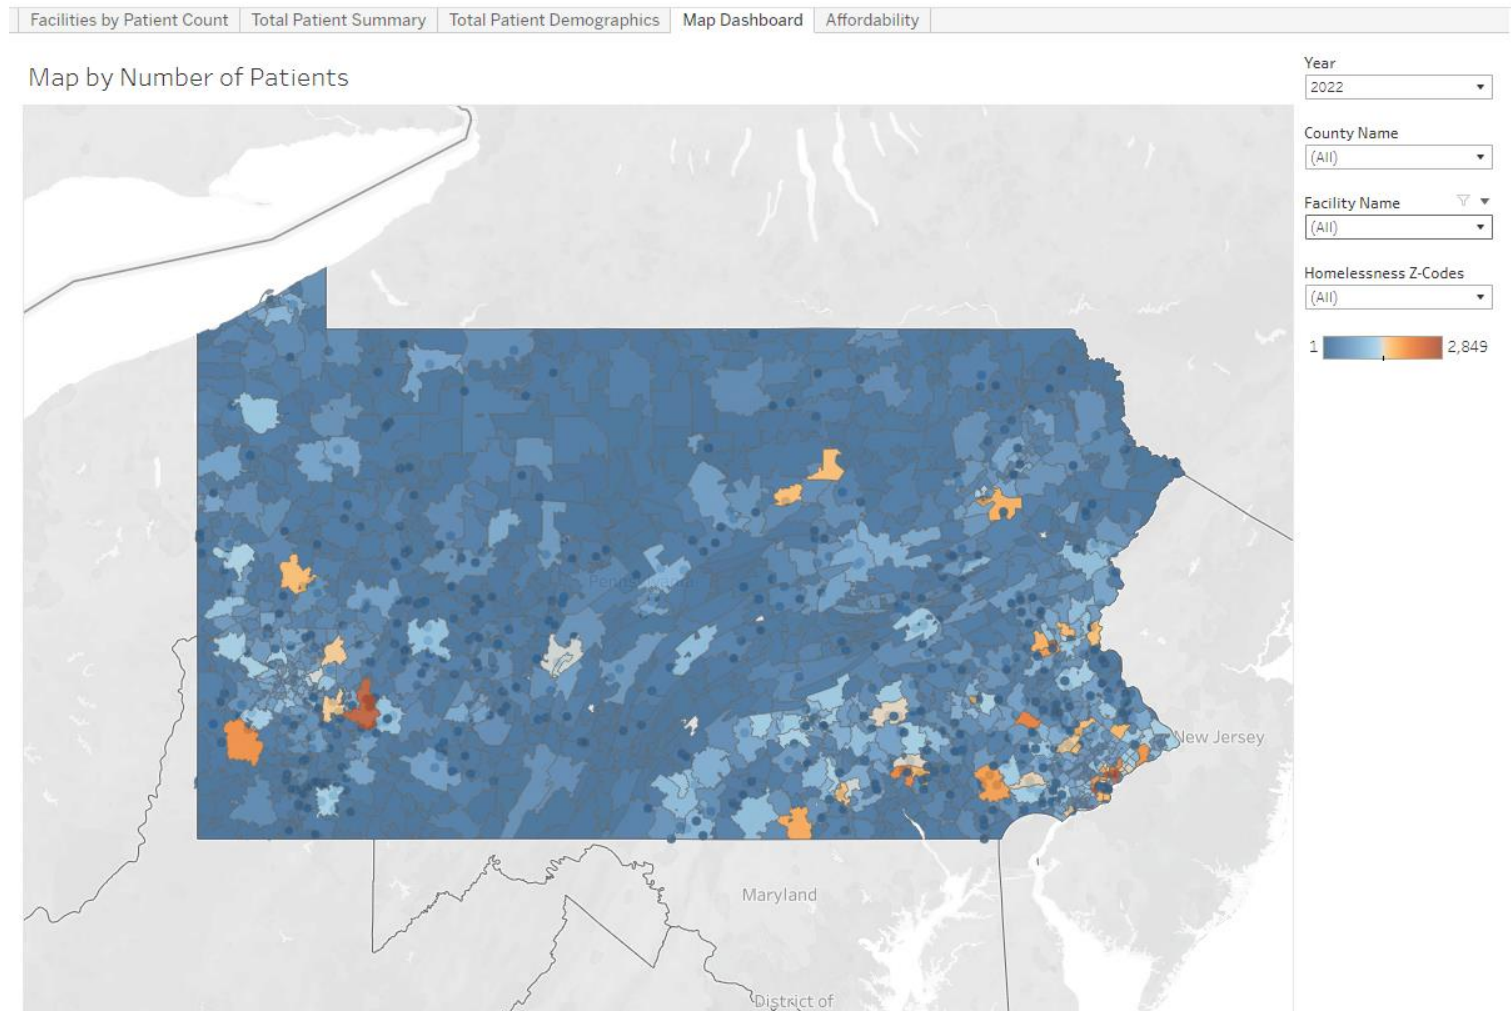 Facilities by Patient Count
Total Patient Summary
Total Patient Demographics
Map Dashboard
Affordability
Map by Number of Patients
Year
2022
County Name
(All)
Facility Name
(All)
Homelessness Z-Codes
(All)
1
2,849
Pennsylvania
New Jersey
Maryland
District of